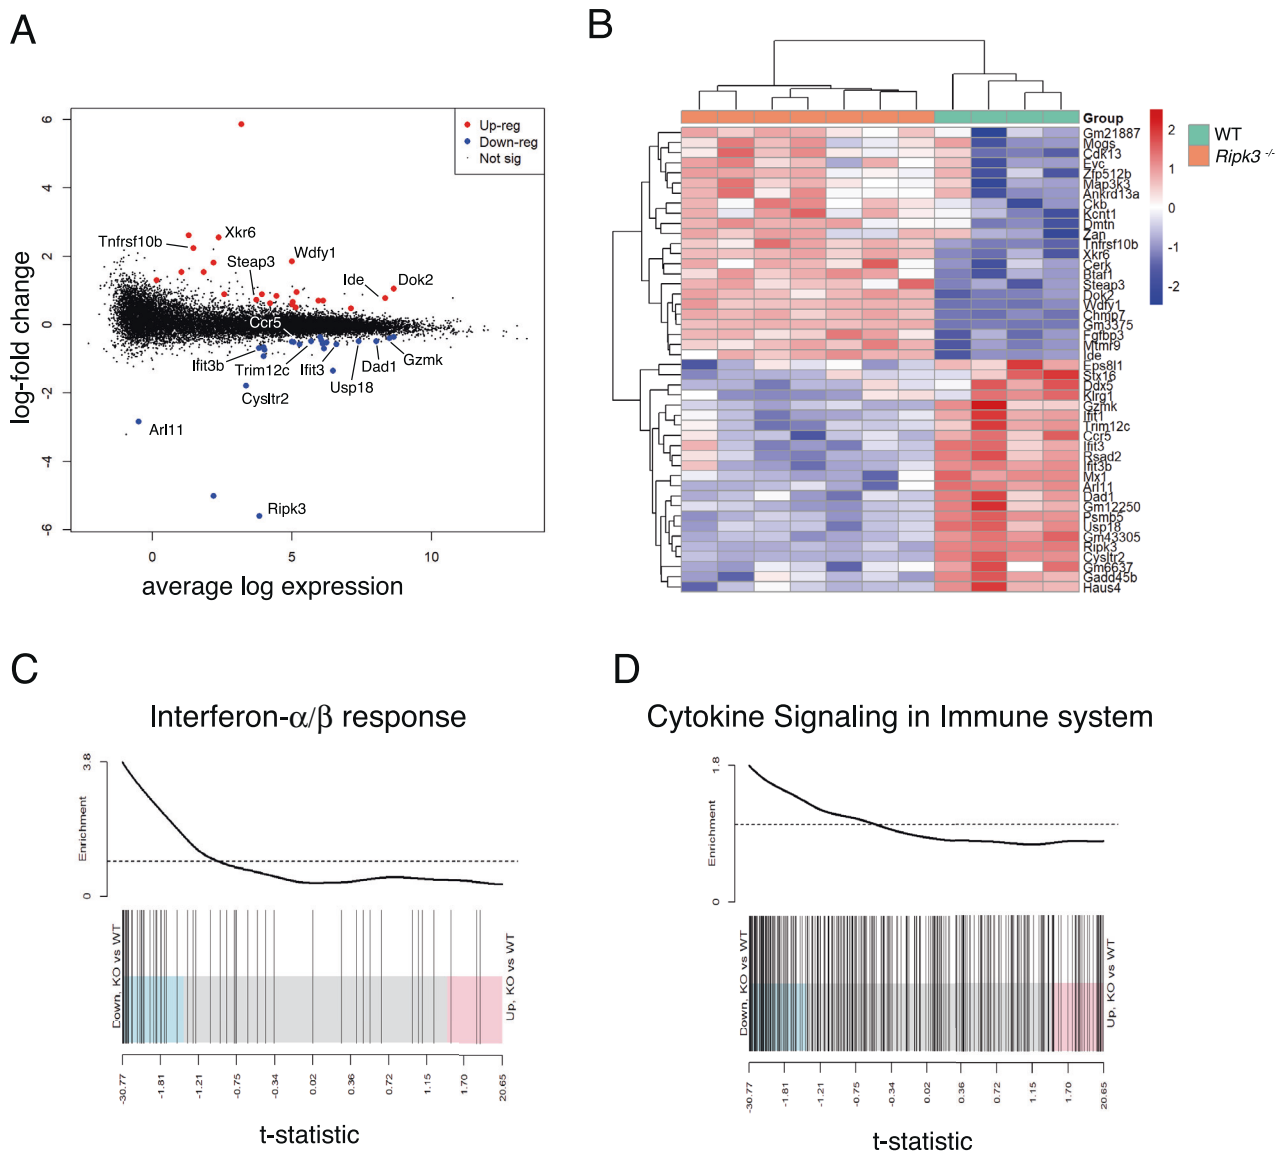 A
6
4
2
0
-2
-4
-6
log-fold change
Up-reg
Down-reg
Not sig
Tnfrsf10b
Xkr6
Steap3
Wdfy1
Ide
Dok2
Ccr5
Ifit3b
Trim12c
Ifit3
Usp18
Dad1
Gzmk
Cysltr2
Arl11
Ripk3
0
5
10
average log expression
B
Group
Gm21887
Mogs
Cdk13
Eyc
Zfp512b
Map3k3
Ankrd13a
Ckb
Kcnt1
Dmtn
Zan
Tnfrsf10b
Xkr6
Cerk
Btaf1
Steap3
Dok2
Wdfy1
Chmp7
Gm3375
Fgfbp3
Mtmr9
Ide
Eps8l1
Stx16
Ddx5
Klrg1
Gzmk
Ifit1
Trim12c
Ccr5
Ifit3
Rsad2
Ifit3b
Mx1
Arl11
Dad1
Gm12250
Psmb5
Usp18
Gm43305
Ripk3
Cysltr2
Gm6637
Gadd45b
Haus4
2
1
0
-1
-2
WT
Ripk3 -/-
C
Interferon-α/β response
3.8
Enrichment
0
Down, KO vs WT
Up, KO vs WT
-30.77
-1.81
-1.21
-0.75
-0.34
0.02
0.36
0.72
1.15
1.70
20.65
t-statistic
D
Cytokine Signaling in Immune system
1.8
Enrichment
0
Down, KO vs WT
Up, KO vs WT
-30.77
-1.81
-1.21
-0.75
-0.34
0.02
0.36
0.72
1.15
1.70
20.65
t-statistic